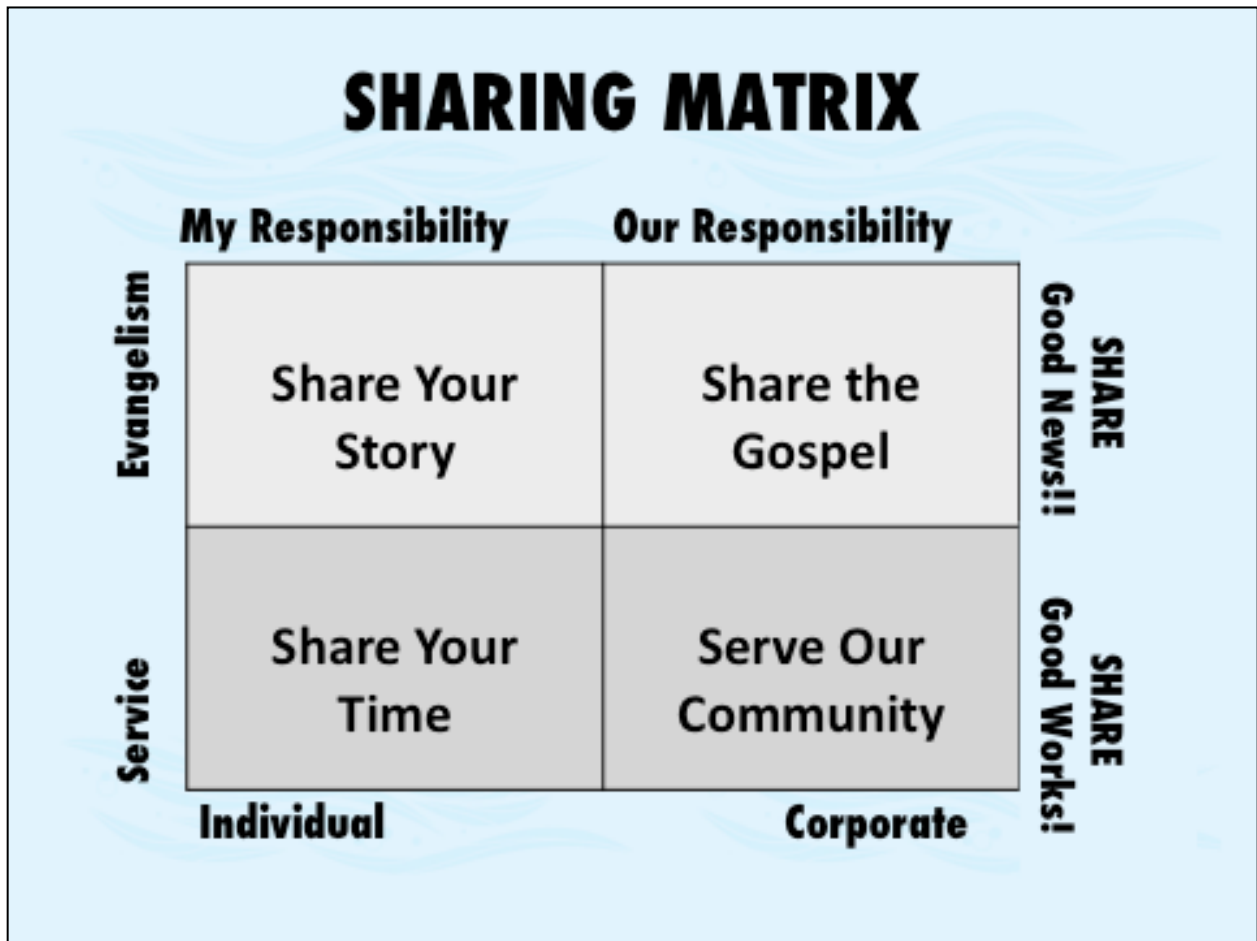 SHARING MATRIX
My Responsibility
Our Responsibility
Evangelism
Share Your
Story
Share the
Gospel
SHARE
Good News!!
Service
Share Your
Time
Serve Our
Community
SHARE
Good Works!
Individual
Corporate